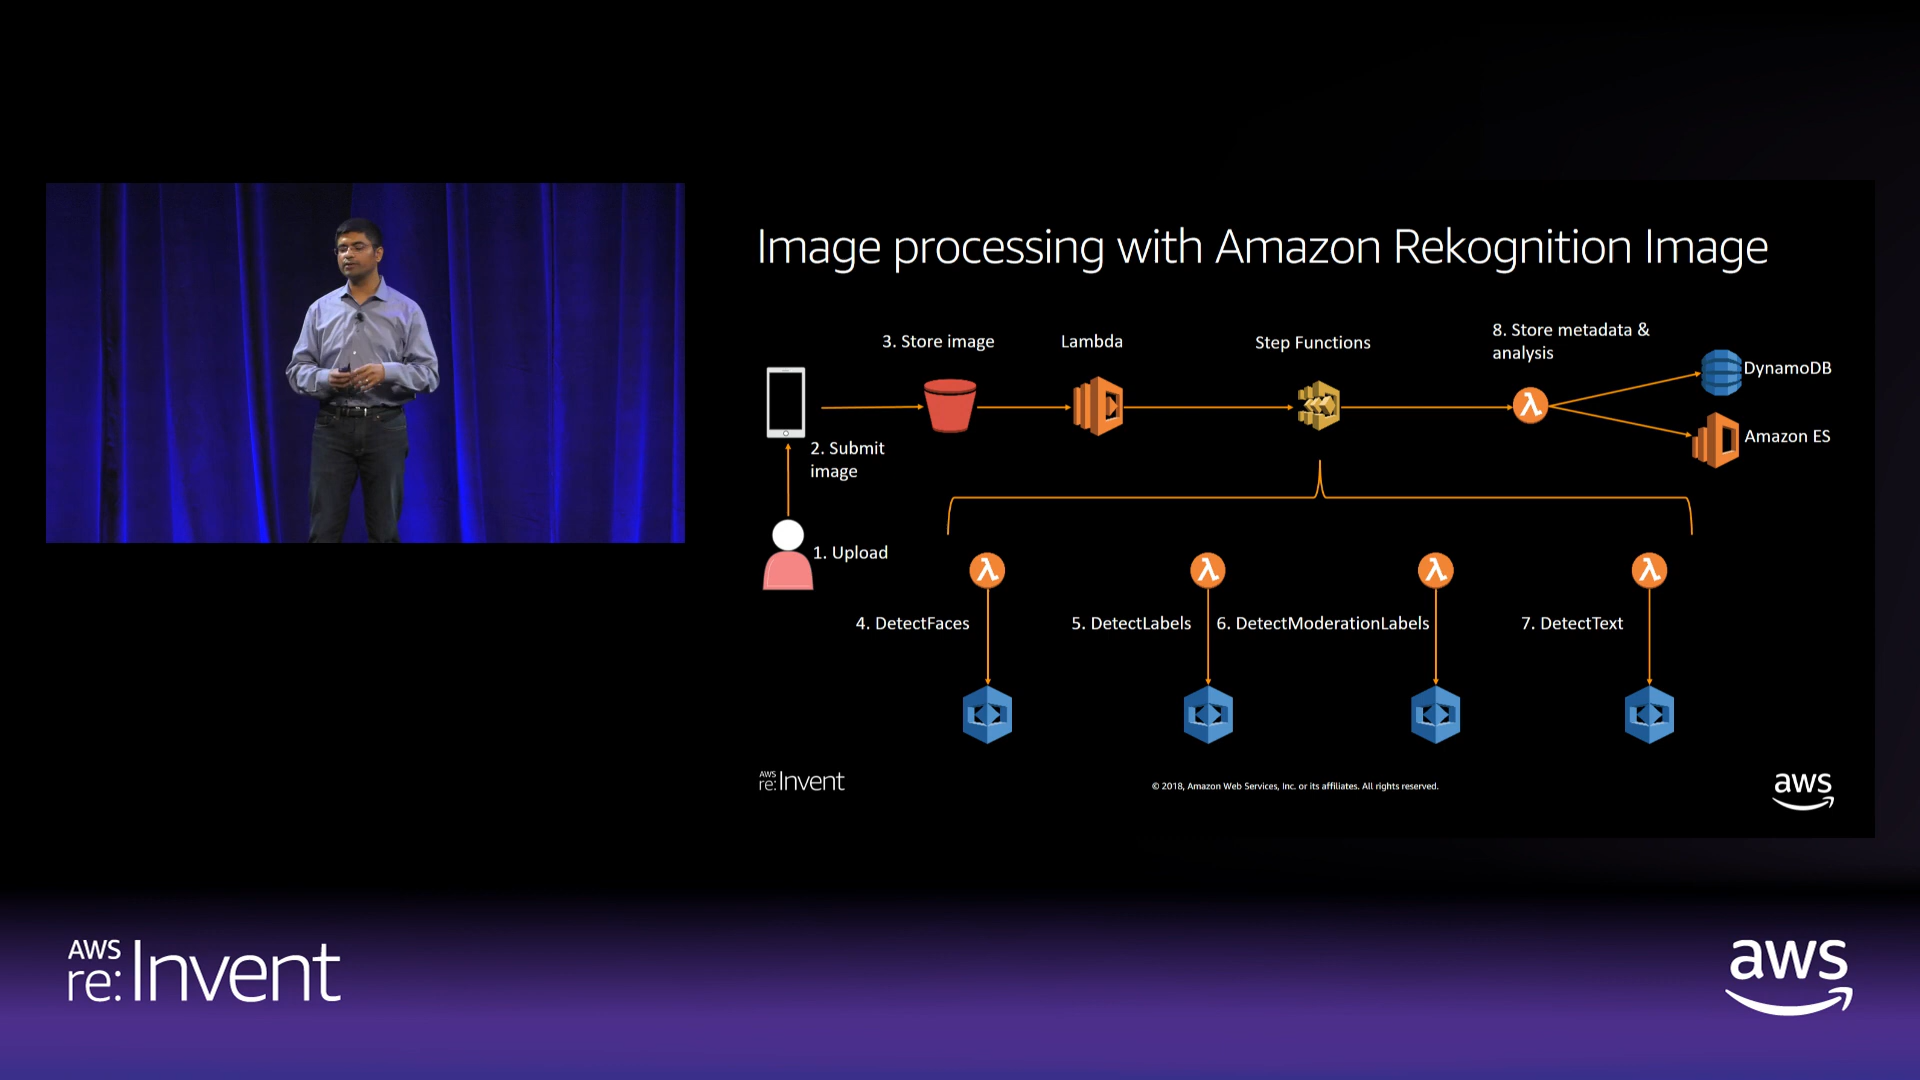 Image processing with Amazon Rekognition Image
3. Store image
Lambda
Step Functions
8. Store metadata &
analysis
DynamoDB
Amazon ES
2. Submit
image
1. Upload
4. DetectFaces
5. DetectLabels
6. DetectModerationLabels
7. DetectText
AWS
re:Invent
© 2018, Amazon Web Services, Inc. or its affiliates. All rights reserved.
aws
AWS
re:Invent
aws